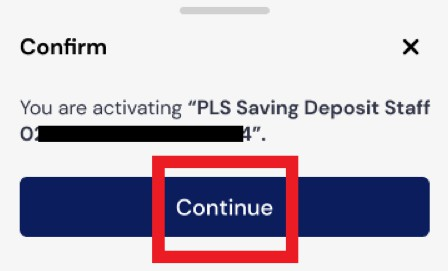 Confirm
You are activating “PLS Saving Deposit Staff
02 4”.
Continue